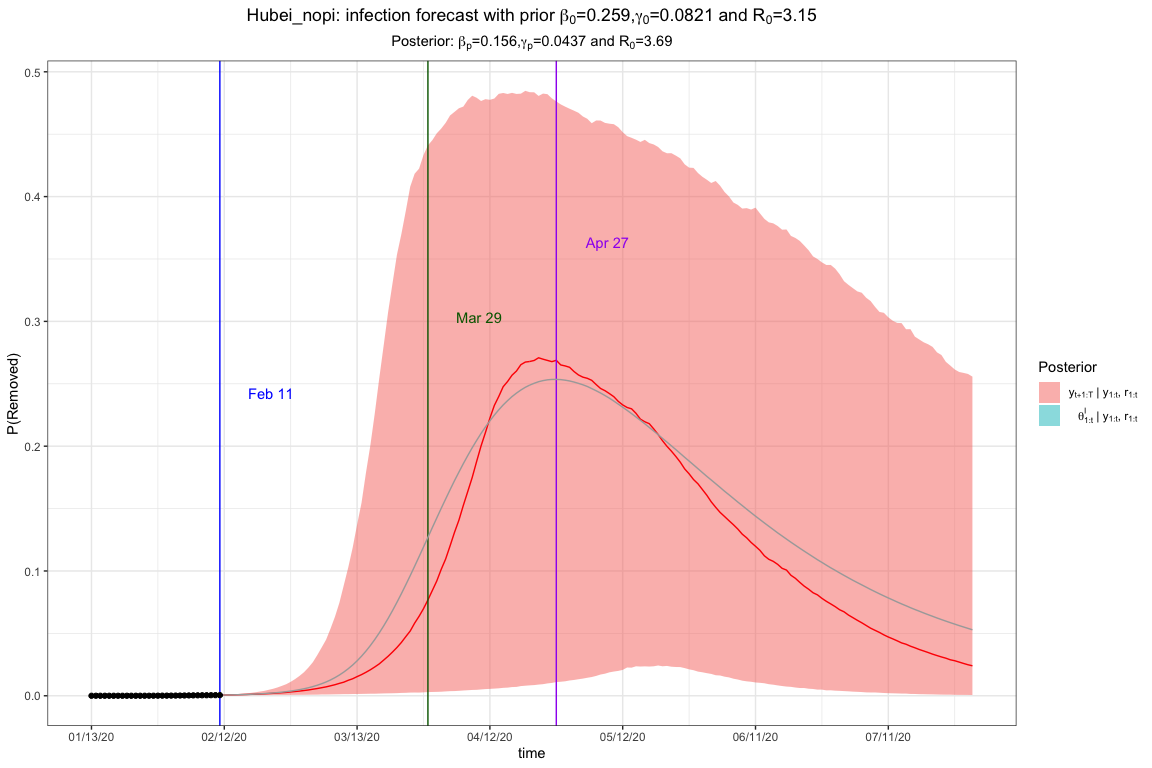 Hubei_nopi: infection forecast with prior β₀=0.259,γ₀=0.0821 and R₀=3.15
Posterior: βₚ=0.156,γₚ=0.0437 and R₀=3.69
0.5
0.4
0.3
0.2
0.1
0.0
P(Removed)
Apr 27
Mar 29
Feb 11
Posterior
yₜ₊₁:T | y₁:ₜ, r₁:ₜ
θᴵ₁:ₜ | y₁:ₜ, r₁:ₜ
01/13/20 02/12/20 03/13/20 04/12/20 05/12/20 06/11/20 07/11/20
time